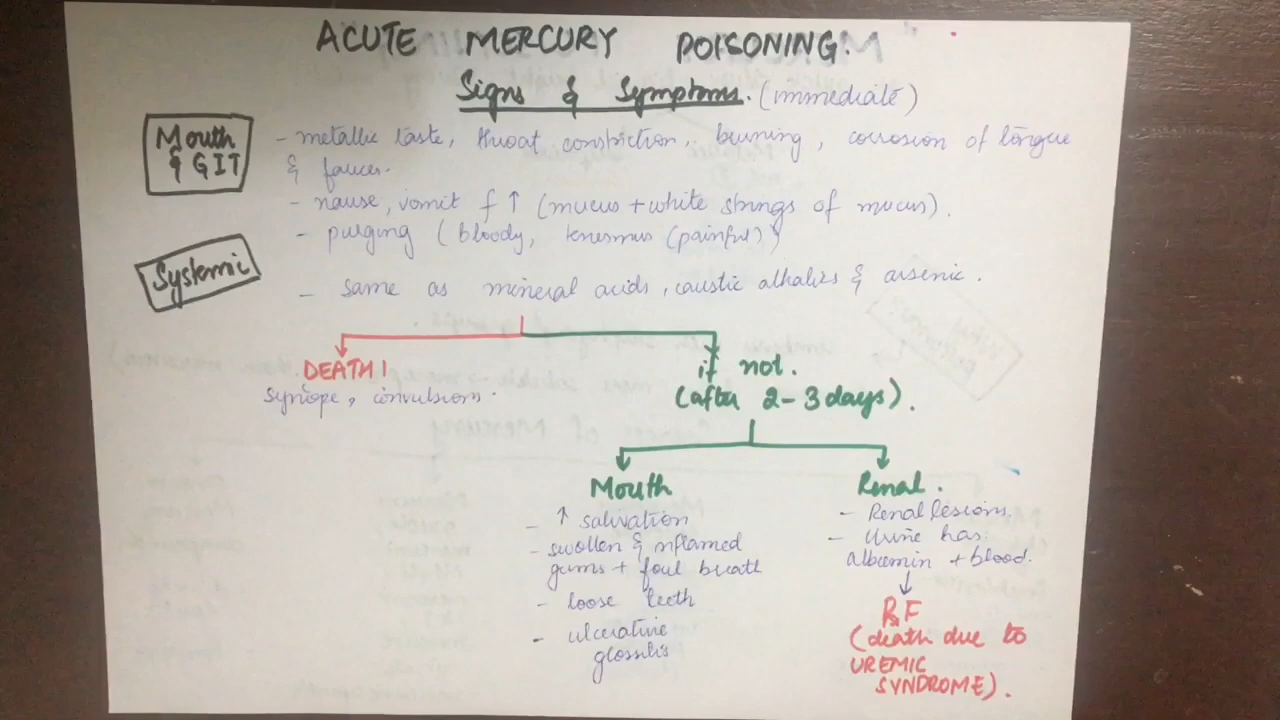 ACUTE MERCURY POISONING.
Signs & Symptoms. (immediate)
Mouth & GIT
- metallic taste, throat constriction, burning, corrosion of tongue
& fauces.
- nause, vomit f ↑ (mucus + white strings of mucus).
- purging (bloody, tenesmus (painful))
Systemic
- same as mineral acids, caustic alkalies & arsenic.
DEATH!
syncope, convulsions.
if not.
(after 2-3 days).
Mouth
- ↑ salivation
- swollen & inflamed
gums + foul breath
- loose teeth
- ulcerative
glossitis
Renal.
- Renal lesions,
- Urine has
albumin + blood.
↓
RF
(death due to
UREMIC
SYNDROME).